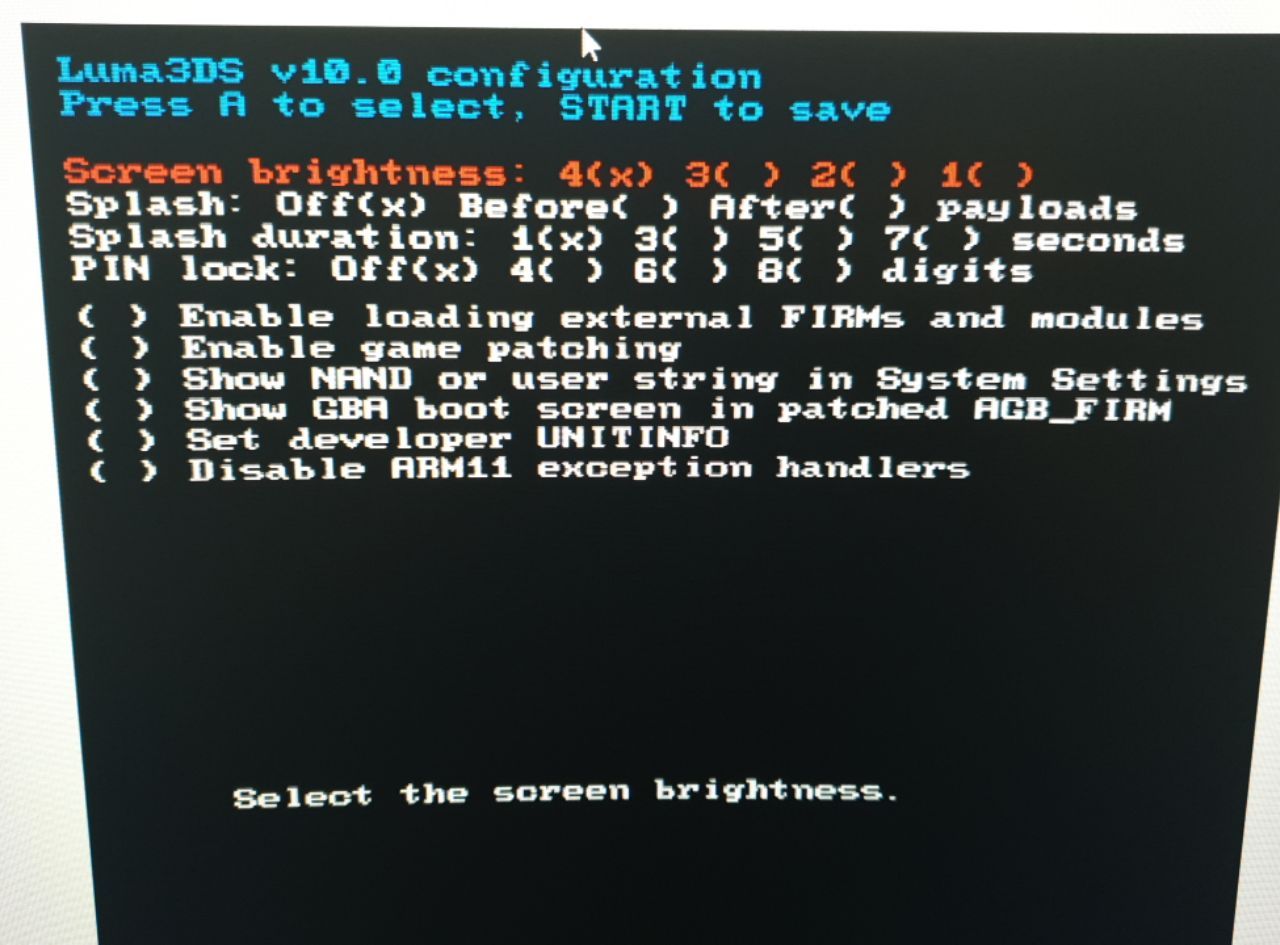 Luma3DS v10.0 configuration
Press A to select, START to save
Screen brightness: 4(x) 3( ) 2( ) 1( )
Splash: Off(x) Before( ) After( ) payloads
Splash duration: 1(x) 3( ) 5( ) 7( ) seconds
PIN lock: Off(x) 4( ) 6( ) 8( ) digits
( ) Enable loading external FIRMs and modules
( ) Enable game patching
( ) Show NAND or user string in System Settings
( ) Show GBA boot screen in patched AGB_FIRM
( ) Set developer UNITINFO
( ) Disable ARM11 exception handlers
Select the screen brightness.